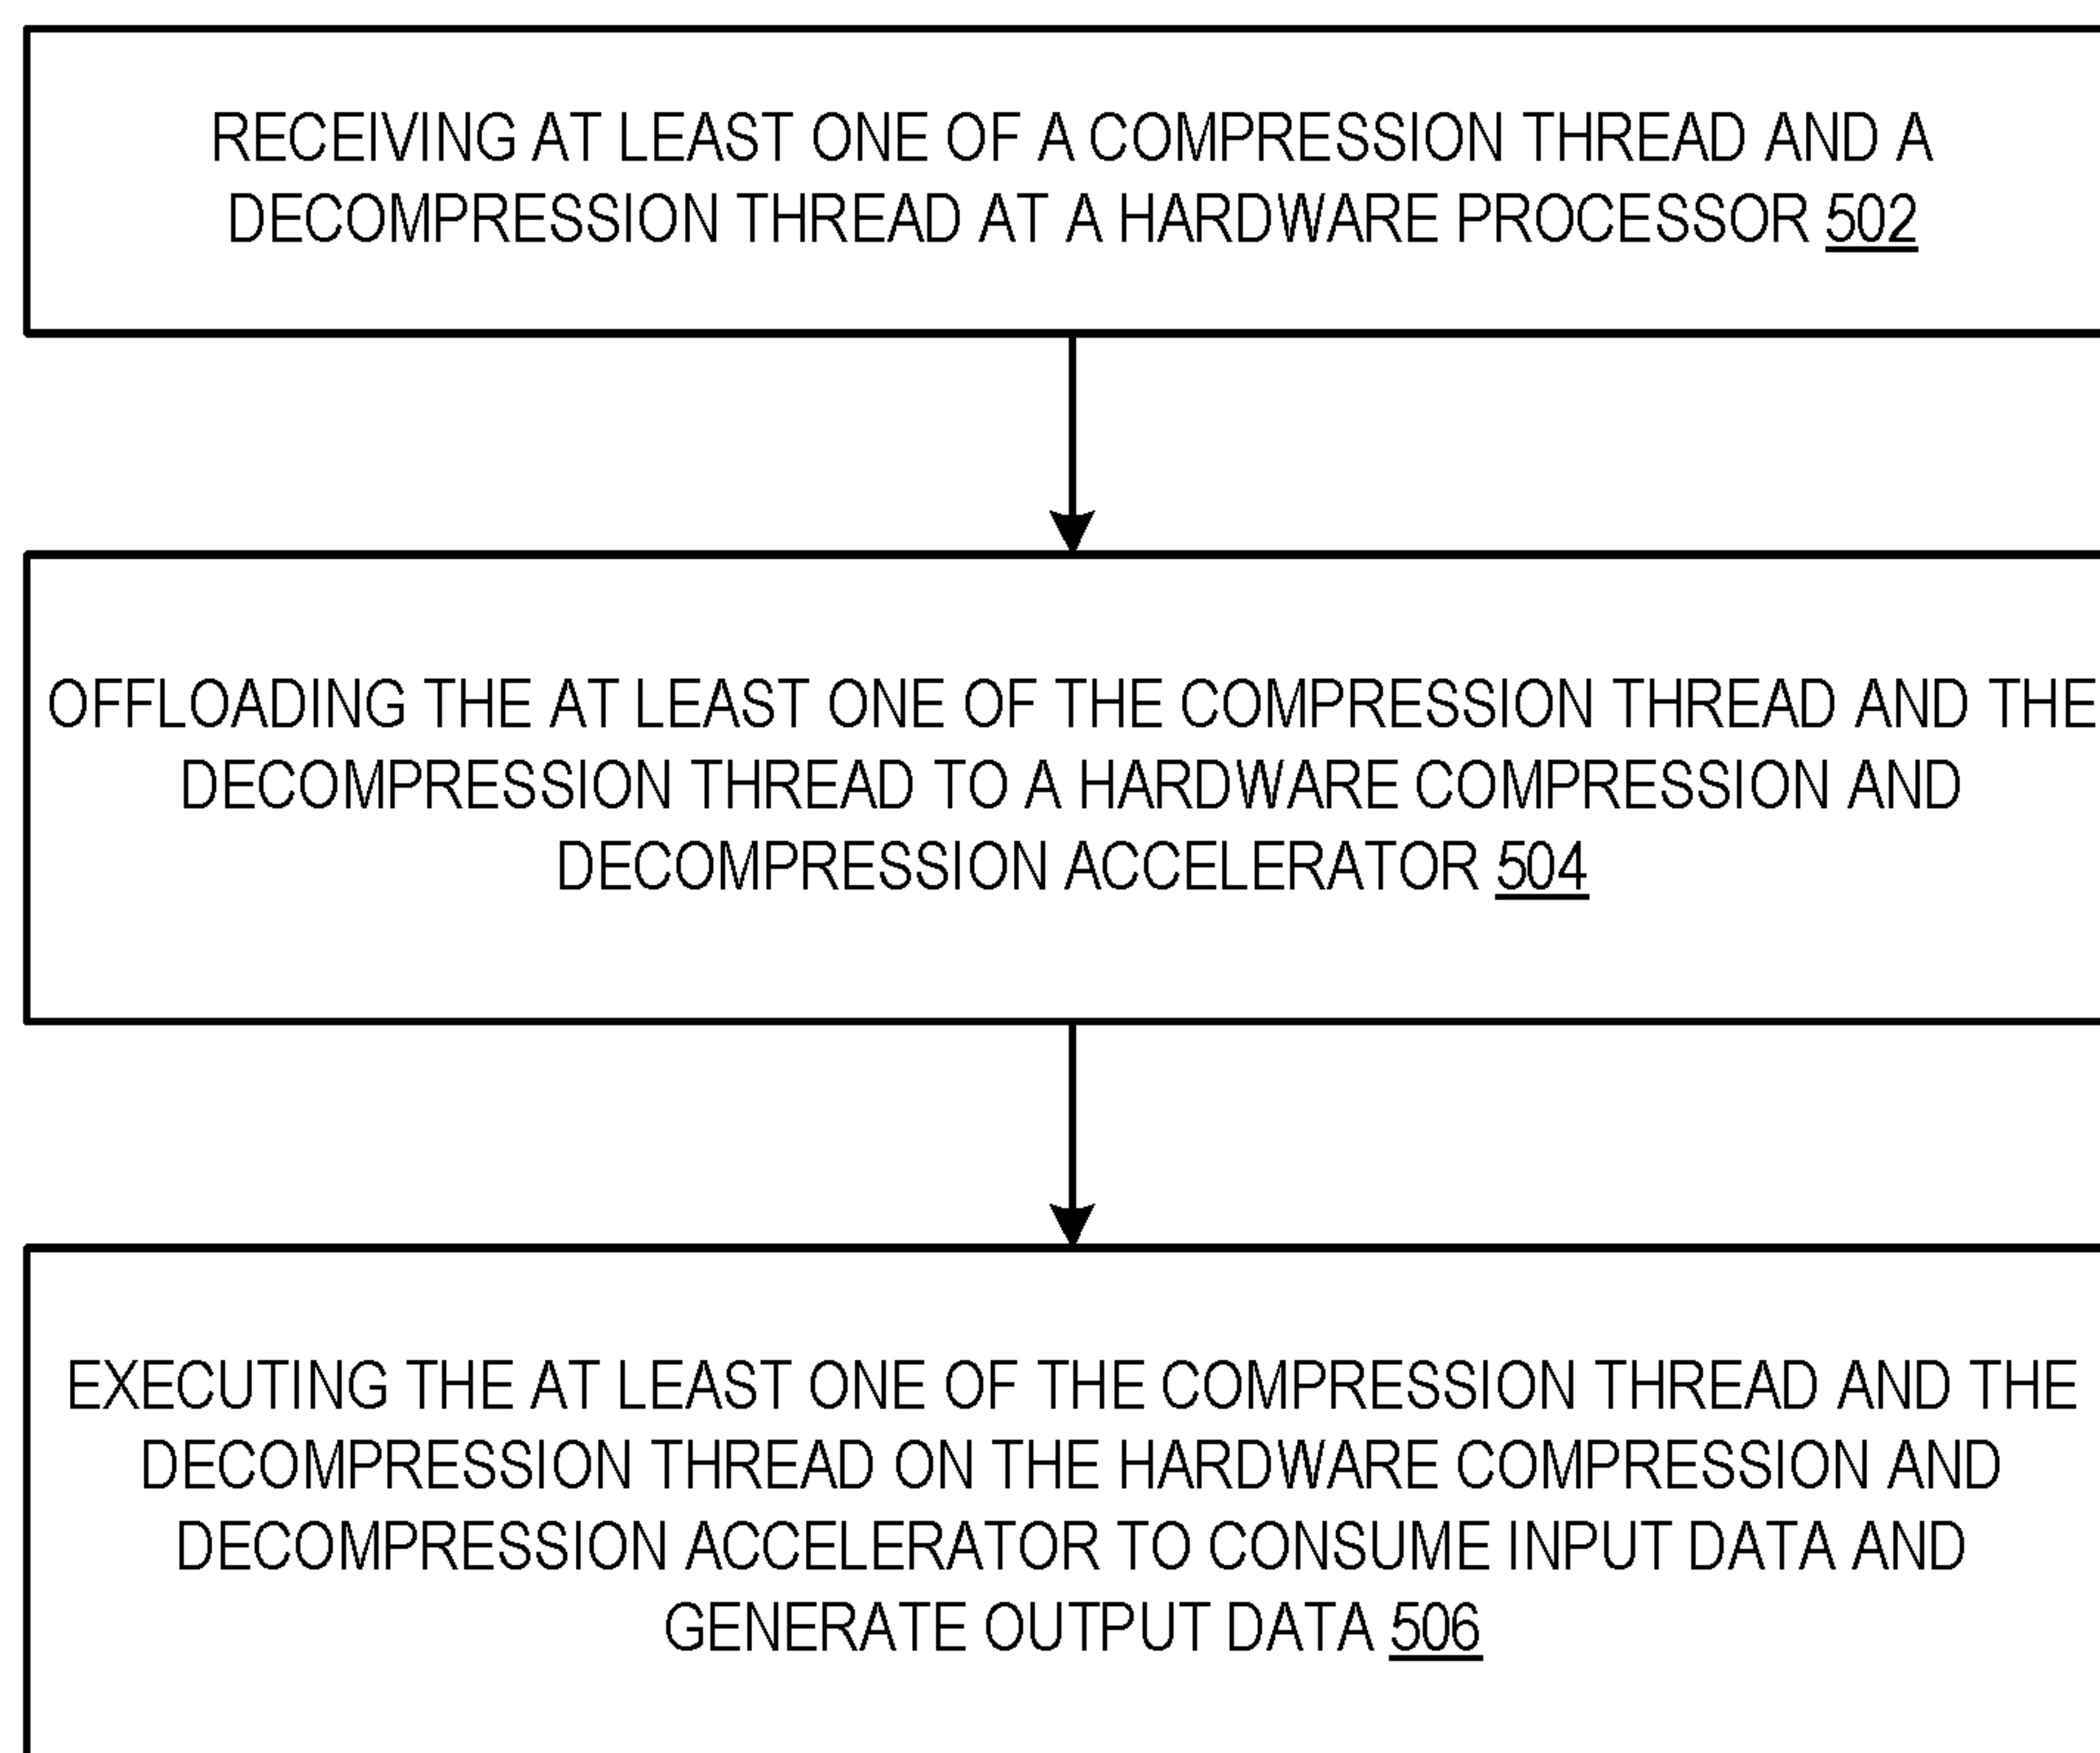 RECEIVING AT LEAST ONE OF A COMPRESSION THREAD AND A
DECOMPRESSION THREAD AT A HARDWARE PROCESSOR 502
OFFLOADING THE AT LEAST ONE OF THE COMPRESSION THREAD AND THE
DECOMPRESSION THREAD TO A HARDWARE COMPRESSION AND
DECOMPRESSION ACCELERATOR 504
EXECUTING THE AT LEAST ONE OF THE COMPRESSION THREAD AND THE
DECOMPRESSION THREAD ON THE HARDWARE COMPRESSION AND
DECOMPRESSION ACCELERATOR TO CONSUME INPUT DATA AND
GENERATE OUTPUT DATA 506